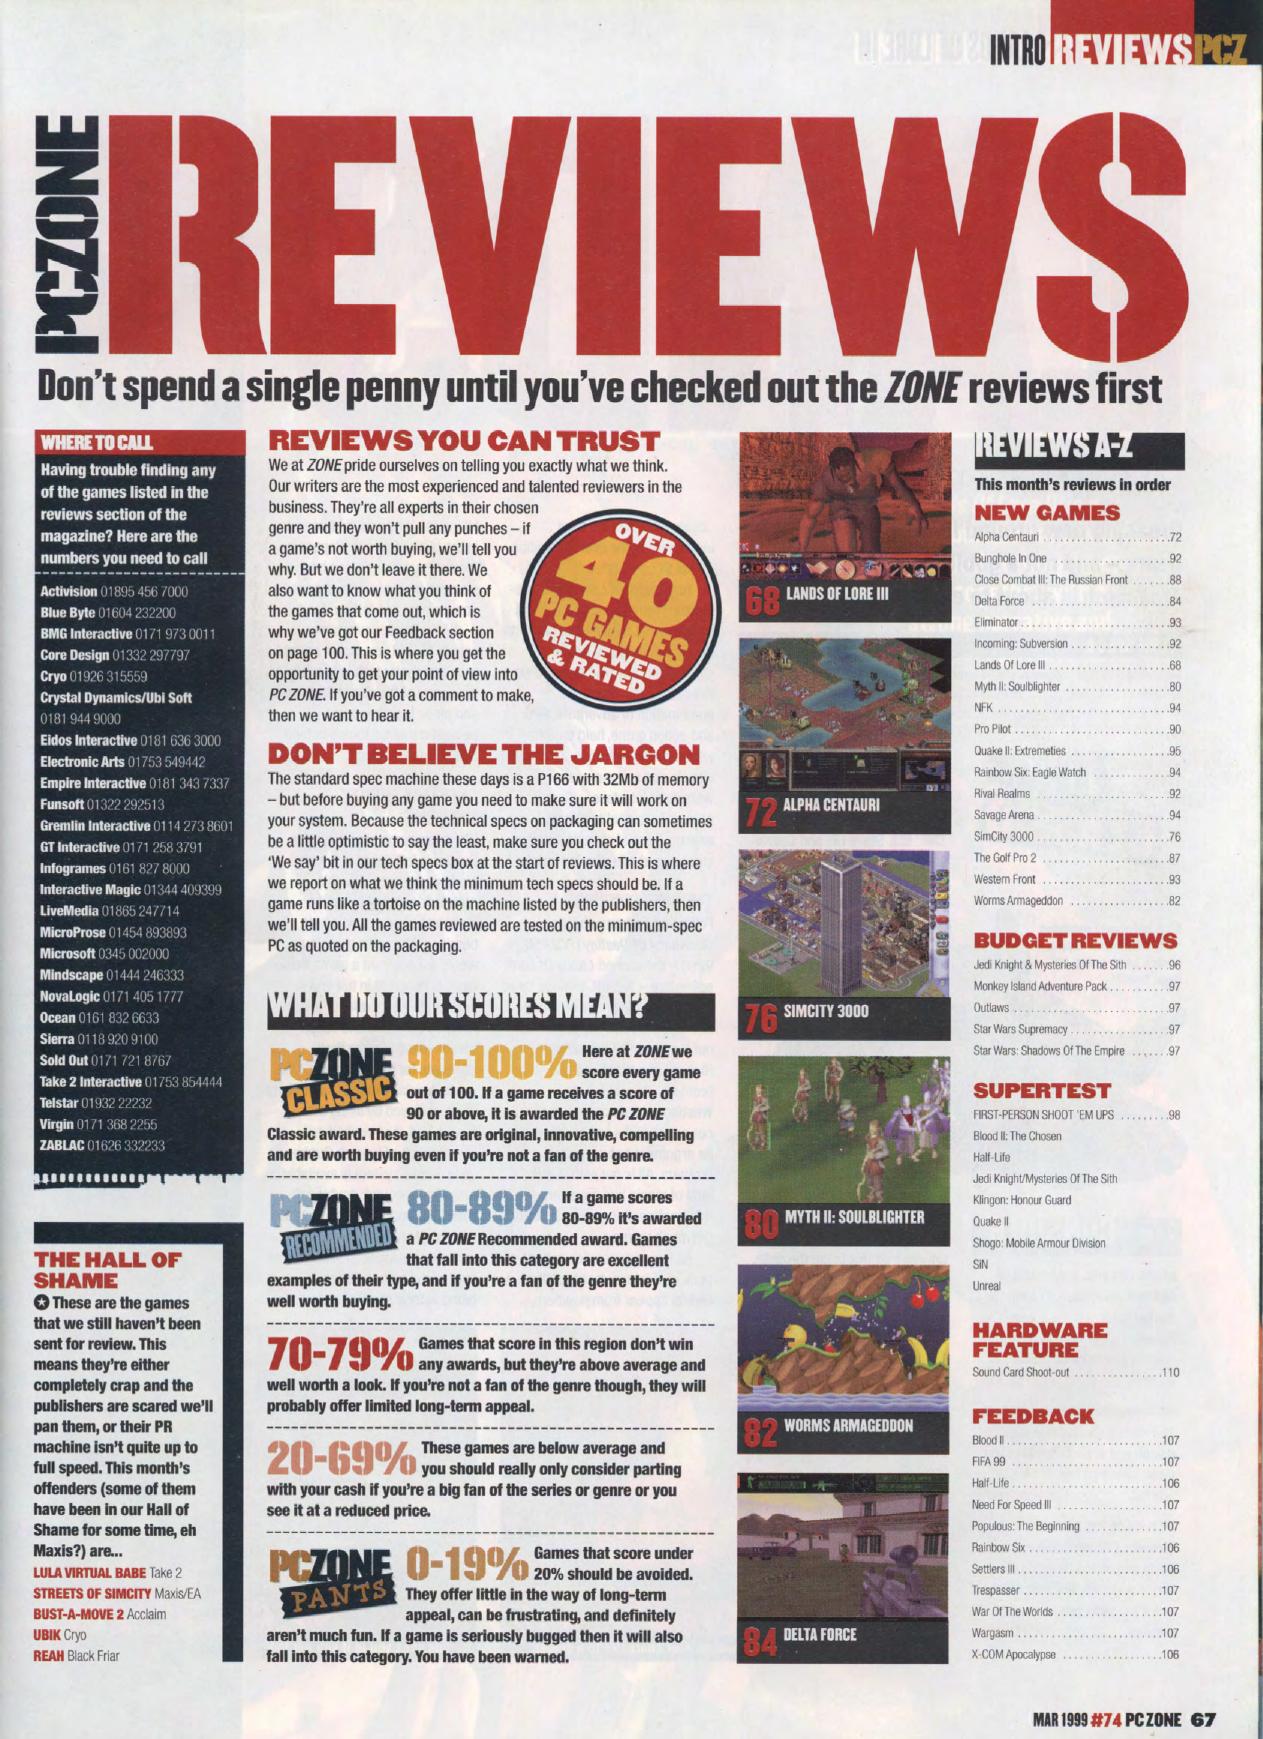 INTRO REVIEWS PCZ
PCZONE
REVIEWS
Don't spend a single penny until you've checked out the ZONE reviews first
WHERE TO CALL
Having trouble finding any
of the games listed in the
reviews section of the
magazine? Here are the
numbers you need to call
Activision 01895 456 7000
Blue Byte 01604 232200
BMG Interactive 0171 973 0011
Core Design 01332 297797
Cryo 01926 315559
Crystal Dynamics/Ubi Soft
0181 944 9000
Eidos Interactive 0181 636 3000
Electronic Arts 01753 549442
Empire Interactive 0181 343 7337
Funsoft 01322 292513
Gremlin Interactive 0114 273 8601
GT Interactive 0171 258 3791
Infogrames 0161 827 8000
Interactive Magic 01344 409399
LiveMedia 01865 247714
MicroProse 01454 893893
Microsoft 0345 002000
Mindscape 01444 246333
NovaLogic 0171 405 1777
Ocean 0161 832 6633
Sierra 0118 920 9100
Sold Out 0171 721 8767
Take 2 Interactive 01753 854444
Telstar 01932 22232
Virgin 0171 368 2255
ZABLAC 01626 332233
THE HALL OF
SHAME
These are the games
that we still haven't been
sent for review. This
means they're either
completely crap and the
publishers are scared we'll
pan them, or their PR
machine isn't quite up to
full speed. This month's
offenders (some of them
have been in our Hall of
Shame for some time, eh
Maxis?) are...
LULA VIRTUAL BABE Take 2
STREETS OF SIMCITY Maxis/EA
BUST-A-MOVE 2 Acclaim
UBIK Cryo
REAH Black Friar
REVIEWS YOU CAN TRUST
We at ZONE pride ourselves on telling you exactly what we think.
Our writers are the most experienced and talented reviewers in the
business. They're all experts in their chosen
genre and they won't pull any punches – if
a game's not worth buying, we'll tell you
why. But we don't leave it there. We
also want to know what you think of
the games that come out, which is
why we've got our Feedback section
on page 100. This is where you get the
opportunity to get your point of view into
PC ZONE. If you've got a comment to make,
then we want to hear it.
OVER
40
PC GAMES
REVIEWED
& RATED
DON'T BELIEVE THE JARGON
The standard spec machine these days is a P166 with 32Mb of memory
– but before buying any game you need to make sure it will work on
your system. Because the technical specs on packaging can sometimes
be a little optimistic to say the least, make sure you check out the
'We say' bit in our tech specs box at the start of reviews. This is where
we report on what we think the minimum tech specs should be. If a
game runs like a tortoise on the machine listed by the publishers, then
we'll tell you. All the games reviewed are tested on the minimum-spec
PC as quoted on the packaging.
WHAT DO OUR SCORES MEAN?
PCZONE
CLASSIC
90-100% Here at ZONE we
score every game
out of 100. If a game receives a score of
90 or above, it is awarded the PC ZONE
Classic award. These games are original, innovative, compelling
and are worth buying even if you're not a fan of the genre.
PCZONE
RECOMMENDED
80-89% If a game scores
80-89% it's awarded
a PC ZONE Recommended award. Games
that fall into this category are excellent
examples of their type, and if you're a fan of the genre they're
well worth buying.
70-79% Games that score in this region don't win
any awards, but they're above average and
well worth a look. If you're not a fan of the genre though, they will
probably offer limited long-term appeal.
20-69% These games are below average and
you should really only consider parting
with your cash if you're a big fan of the series or genre or you
see it at a reduced price.
PCZONE
PANTS
0-19% Games that score under
20% should be avoided.
They offer little in the way of long-term
appeal, can be frustrating, and definitely
aren't much fun. If a game is seriously bugged then it will also
fall into this category. You have been warned.
68 LANDS OF LORE III
72 ALPHA CENTAURI
76 SIMCITY 3000
80 MYTH II: SOULBLIGHTER
82 WORMS ARMAGEDDON
84 DELTA FORCE
REVIEWS A-Z
This month's reviews in order
NEW GAMES
Alpha Centauri ....................72
Bunghole In One ....................92
Close Combat III: The Russian Front .......88
Delta Force ....................84
Eliminator ....................93
Incoming: Subversion ....................92
Lands Of Lore III ....................68
Myth II: Soulblighter ....................80
NFK ....................94
Pro Pilot ....................90
Quake II: Extremeties ....................95
Rainbow Six: Eagle Watch ...............94
Rival Realms ....................92
Savage Arena ....................94
SimCity 3000 ....................76
The Golf Pro 2 ....................87
Western Front ....................93
Worms Armageddon ....................82
BUDGET REVIEWS
Jedi Knight & Mysteries Of The Sith .......96
Monkey Island Adventure Pack ...........97
Outlaws ....................97
Star Wars Supremacy ....................97
Star Wars: Shadows Of The Empire .......97
SUPERTEST
FIRST-PERSON SHOOT 'EM UPS .........98
Blood II: The Chosen
Half-Life
Jedi Knight/Mysteries Of The Sith
Klingon: Honour Guard
Quake II
Shogo: Mobile Armour Division
SiN
Unreal
HARDWARE
FEATURE
Sound Card Shoot-out ................110
FEEDBACK
Blood II ....................107
FIFA 99 ....................107
Half-Life ....................106
Need For Speed III ....................107
Populous: The Beginning ..............107
Rainbow Six ....................106
Settlers III ....................106
Trespasser ....................107
War Of The Worlds ....................107
Wargasm ....................107
X-COM Apocalypse ....................106
MAR 1999 #74 PC ZONE 67